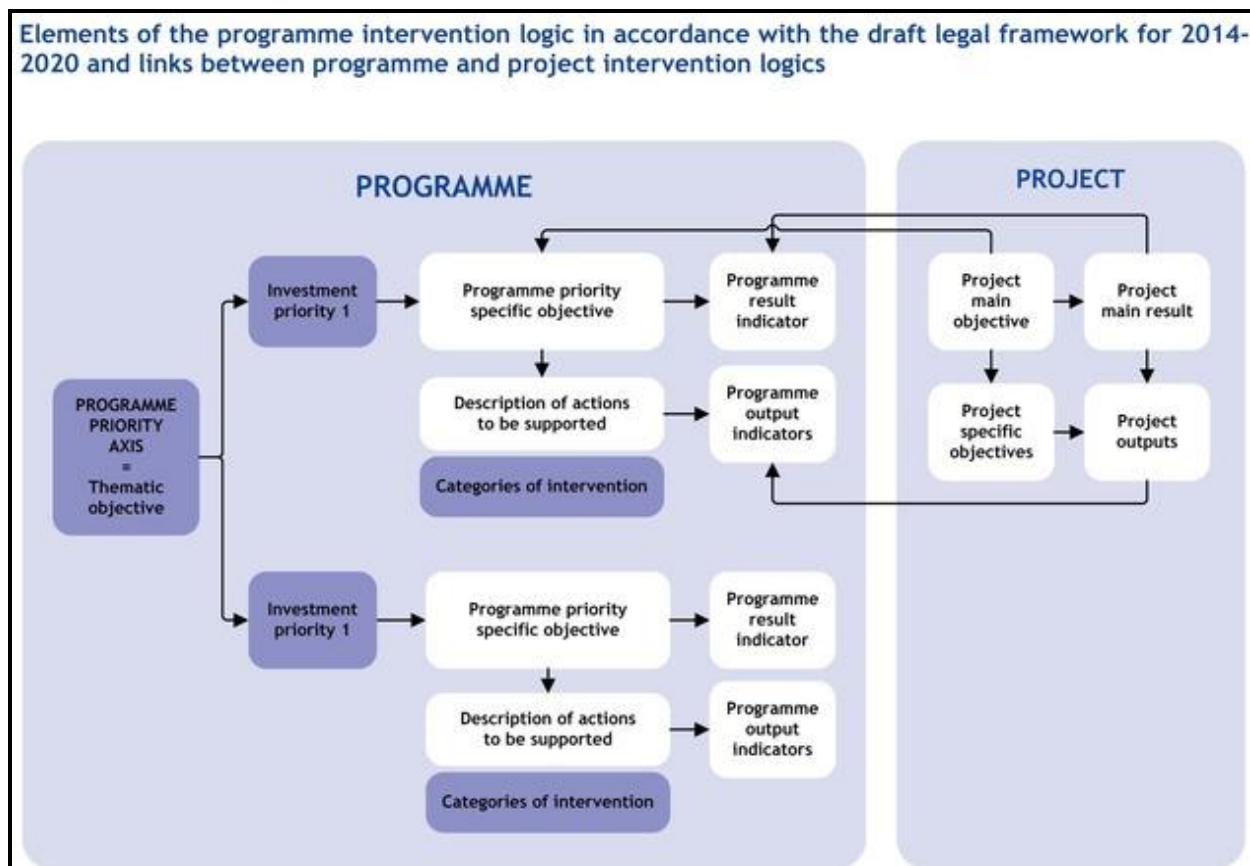 Elements of the programme intervention logic in accordance with the draft legal framework for 2014-
2020 and links between programme and project intervention logics
PROGRAMME
PROJECT
Investment
priority 1
Programme priority
specific objective
Programme
result
indicator
Project
main
objective
Project
main result
PROGRAMME
PRIORITY
AXIS
=
Thematic
objective
Description of actions
to be supported
Programme
output
indicators
Project
specific
objectives
Project
outputs
Categories of intervention
Investment
priority 1
Programme priority
specific objective
Programme
result
indicator
Description of actions
to be supported
Programme
output
indicators
Categories of intervention